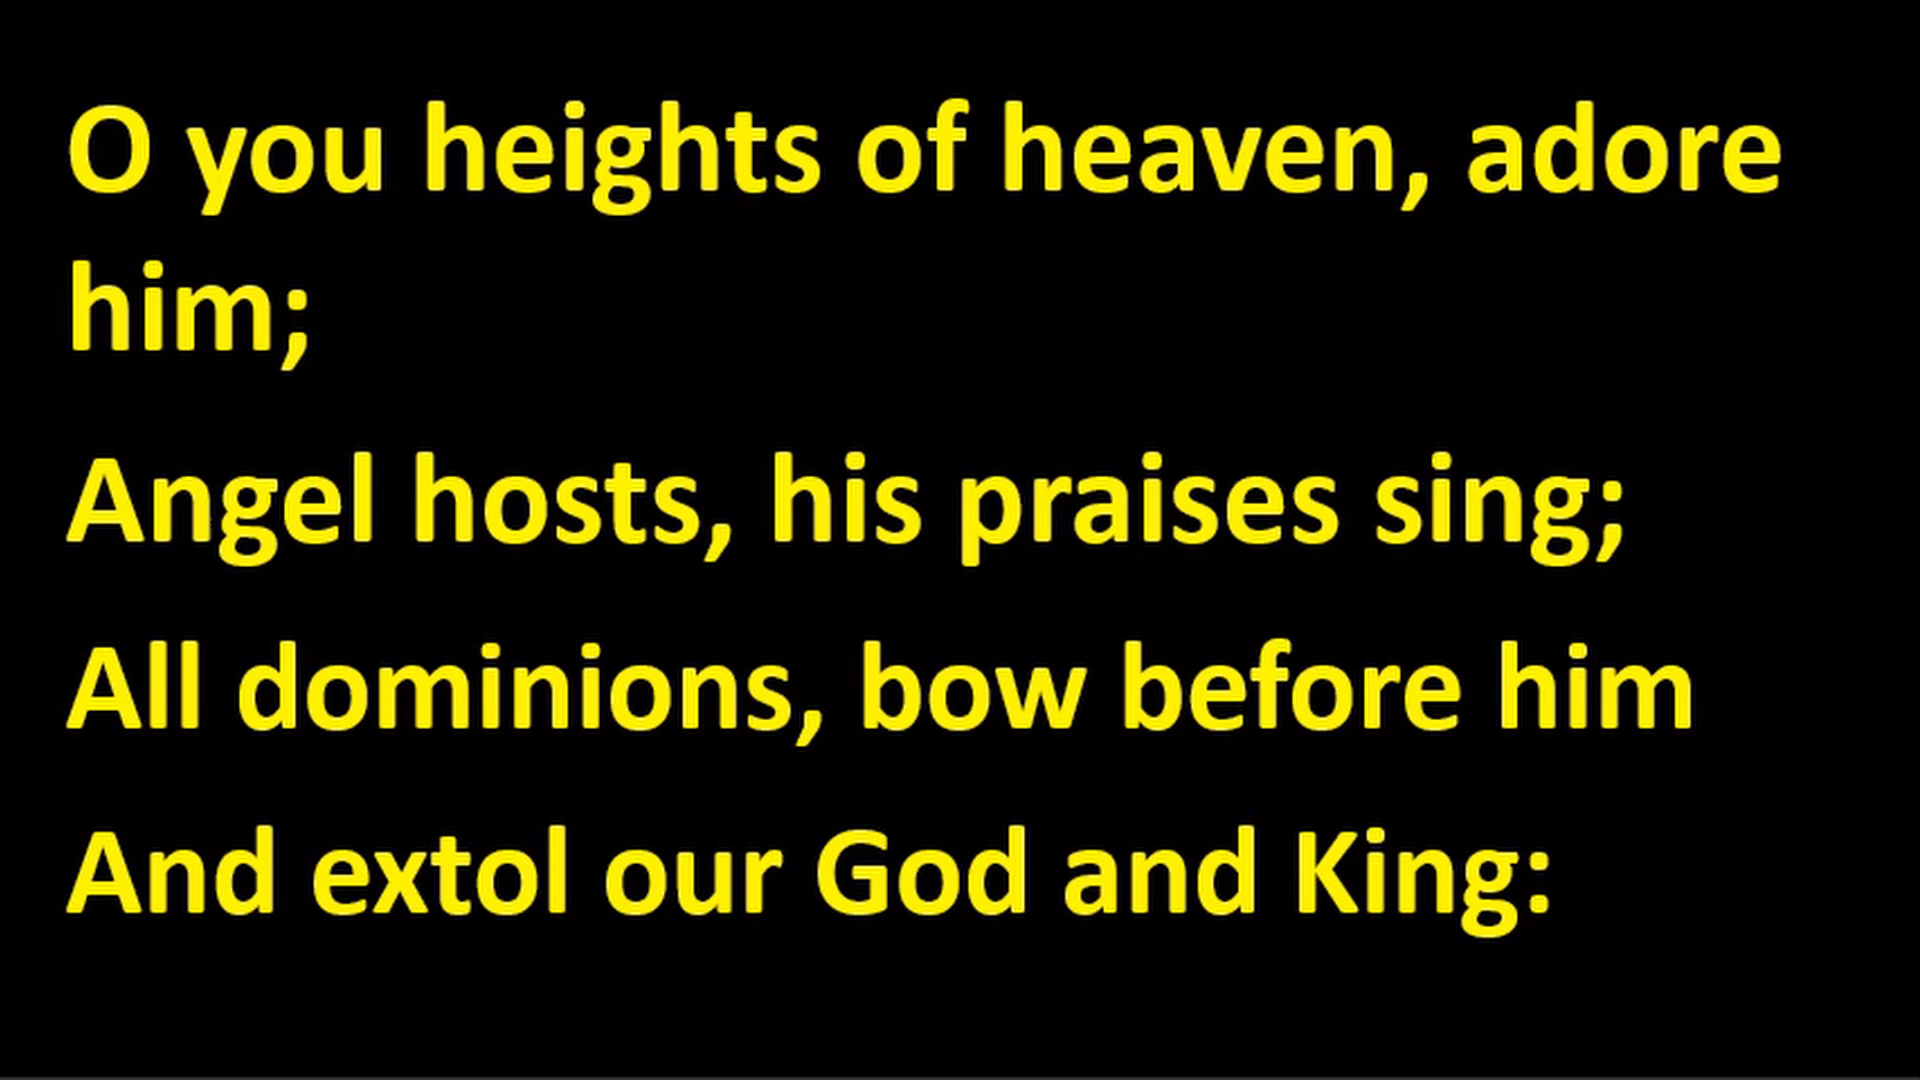 O you heights of heaven, adore
him;
Angel hosts, his praises sing;
All dominions, bow before him
And extol our God and King: